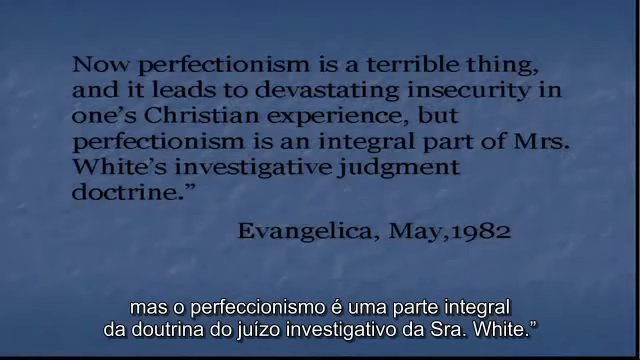 Now perfectionism is a terrible thing,
and it leads to devastating insecurity in
one's Christian experience, but
perfectionism is an integral part of Mrs.
White's investigative judgment
doctrine.”
Evangelica, May,1982
mas o perfeccionismo é uma parte integral
da doutrina do juízo investigativo da Sra. White.”